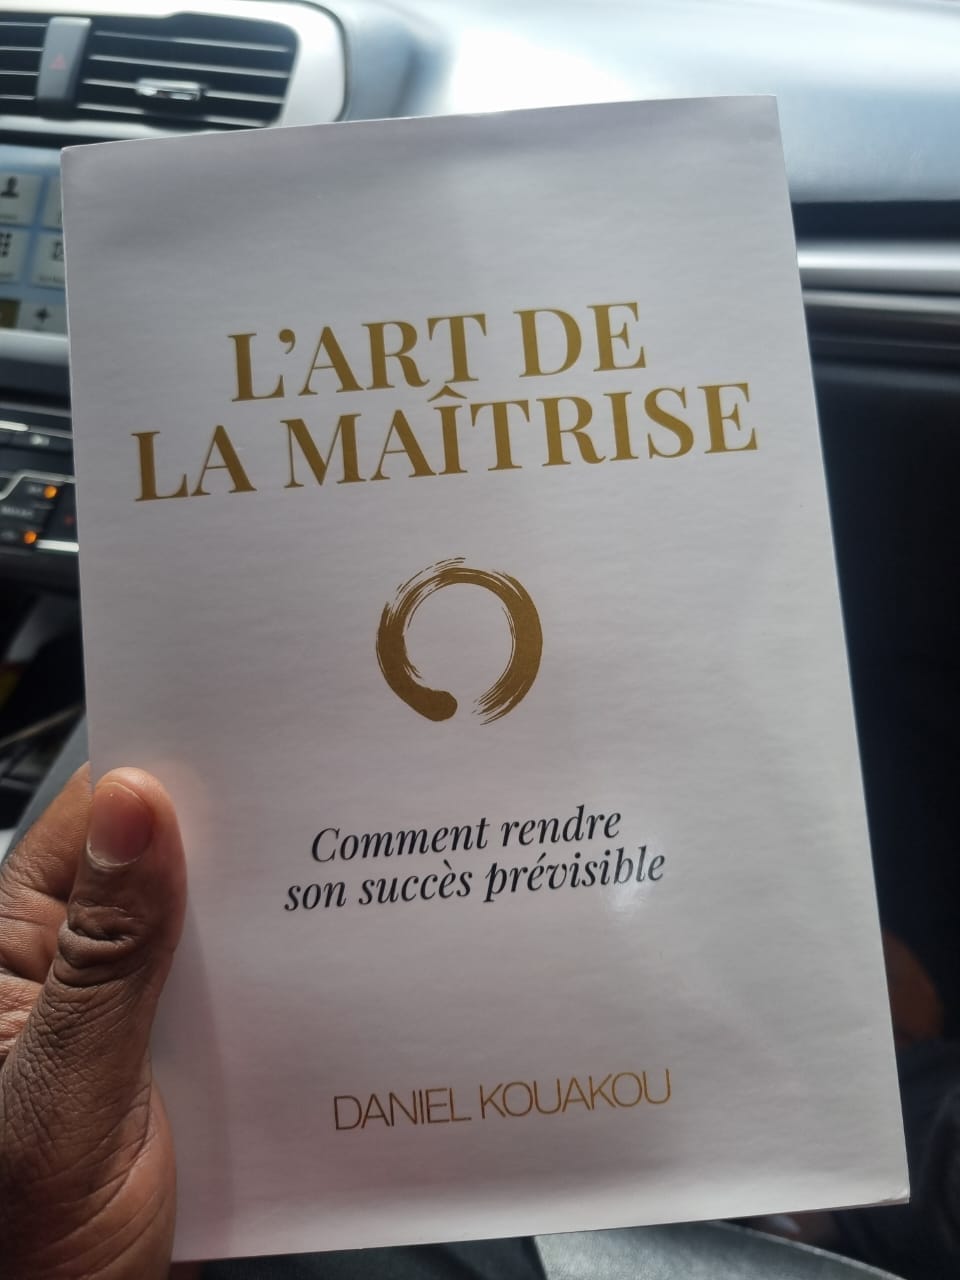 L'ART DE
LA MAÎTRISE
Comment rendre
son succès prévisible
DANIEL KOUAKOU